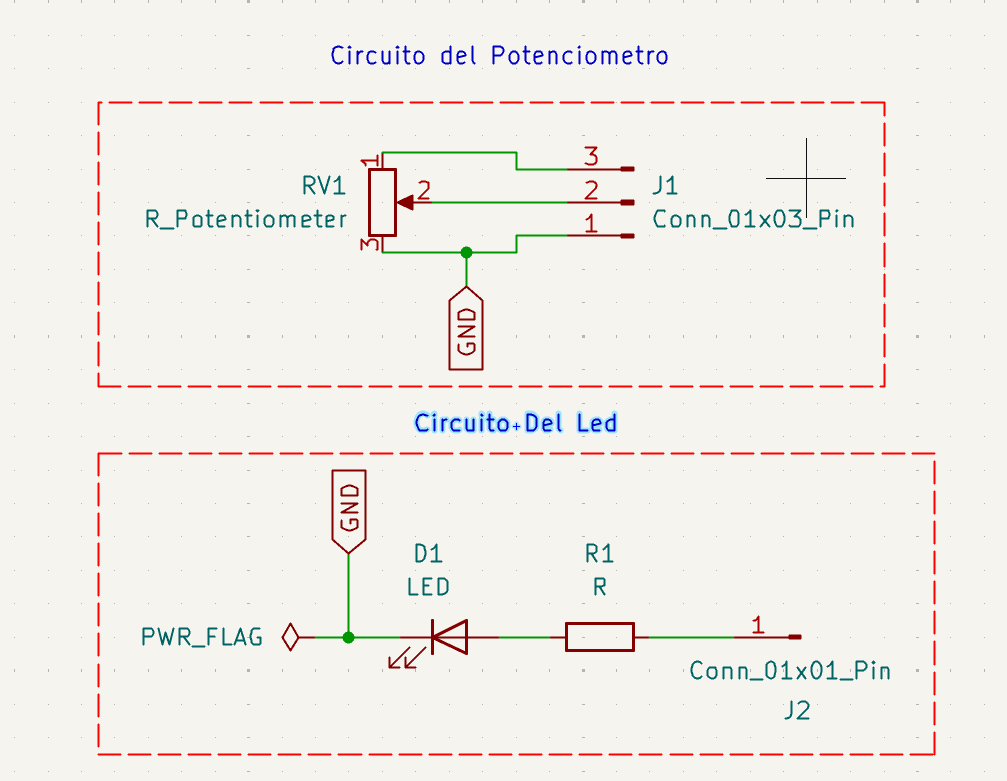 Circuito del Potenciometro
1
3
RV1
2
2
J1
R_Potentiometer
Conn_01x03_Pin
3
1
GND
Circuito Del Led
GND
D1
R1
LED
R
PWR_FLAG
1
Conn_01x01_Pin
J2